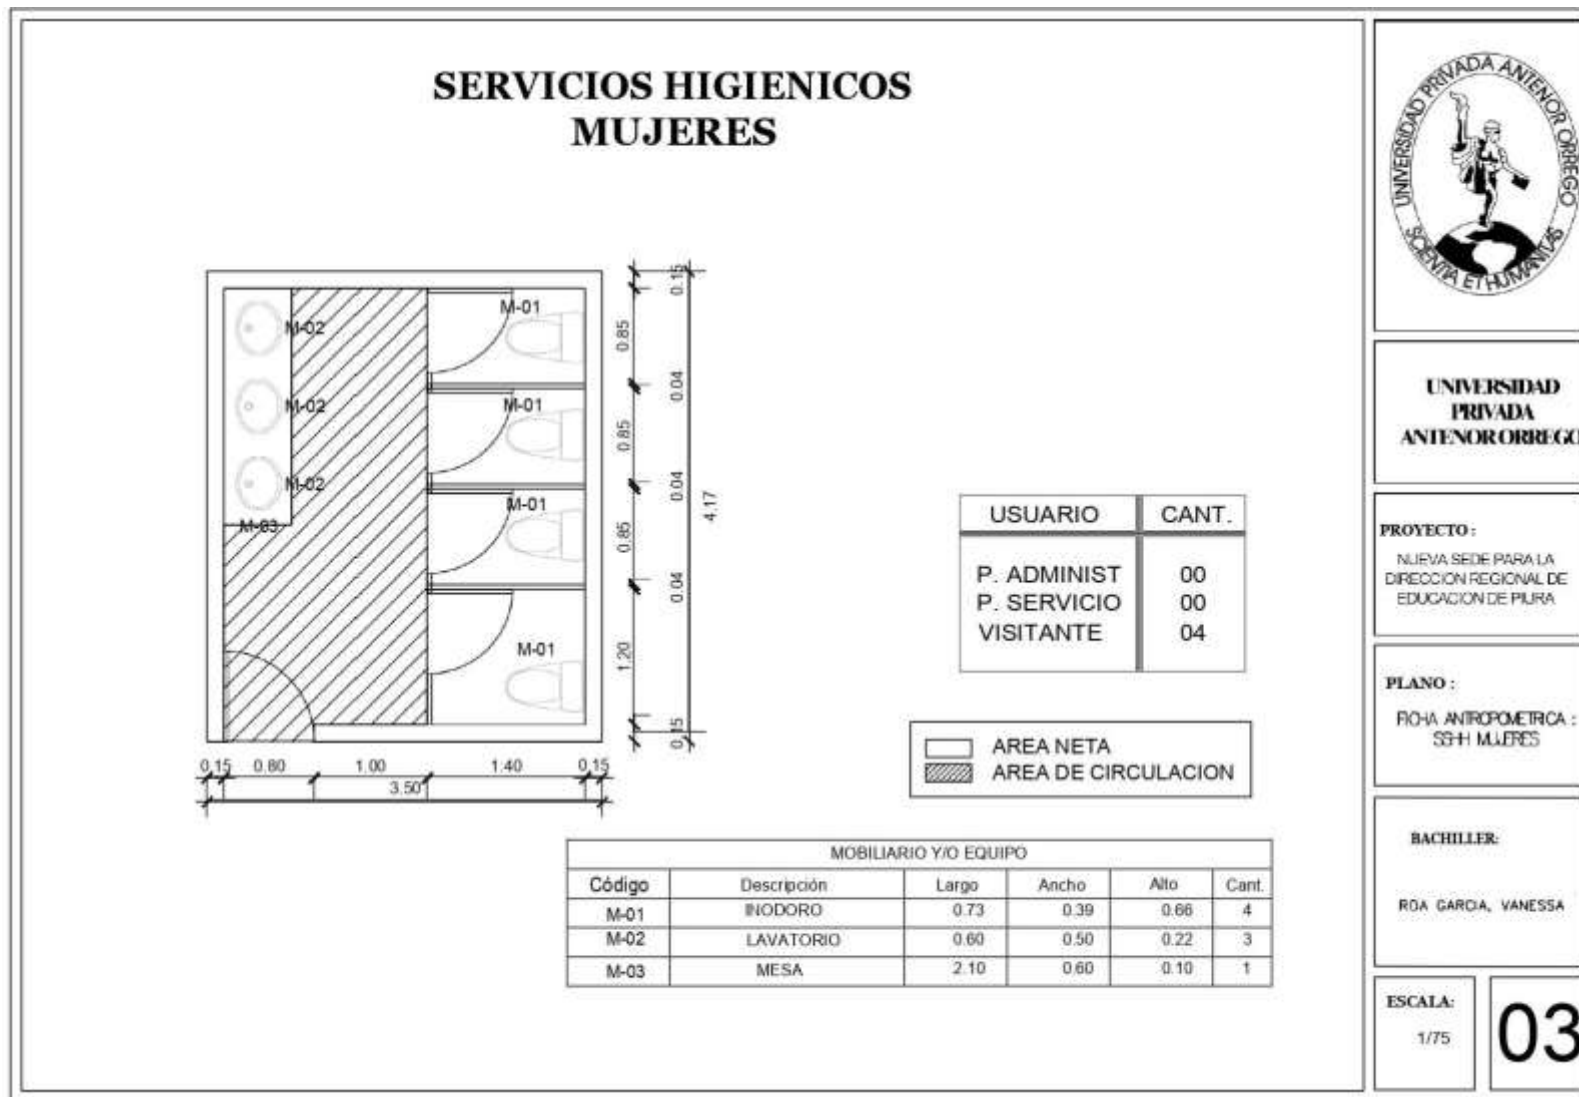 SERVICIOS HIGIENICOS
MUJERES
M-01
M-02
M-01
M-02
M-01
M-02
M-03
M-01
0.15
0.85
0.04
0.85
0.04
0.85
0.04
1.20
0.15
4.17
0.15 0.80 1.00 1.40 0.15
3.50
USUARIO CANT.
P. ADMINIST 00
P. SERVICIO 00
VISITANTE 04
AREA NETA
AREA DE CIRCULACION
MOBILIARIO Y/O EQUIPO
Código Descripción Largo Ancho Alto Cant.
M-01 INODORO 0.73 0.39 0.66 4
M-02 LAVATORIO 0.60 0.50 0.22 3
M-03 MESA 2.10 0.60 0.10 1
UNIVERSIDAD PRIVADA ANTENOR ORREGO
SCIENTIA ET HUMANITAS
UNIVERSIDAD
PRIVADA
ANTENOR ORREGO
PROYECTO :
NUEVA SEDE PARA LA
DIRECCION REGIONAL DE
EDUCACION DE PIURA
PLANO :
FICHA ANTROPOMETRICA :
SSHH MUJERES
BACHILLER:
ROA GARCIA, VANESSA
ESCALA:
1/75
03